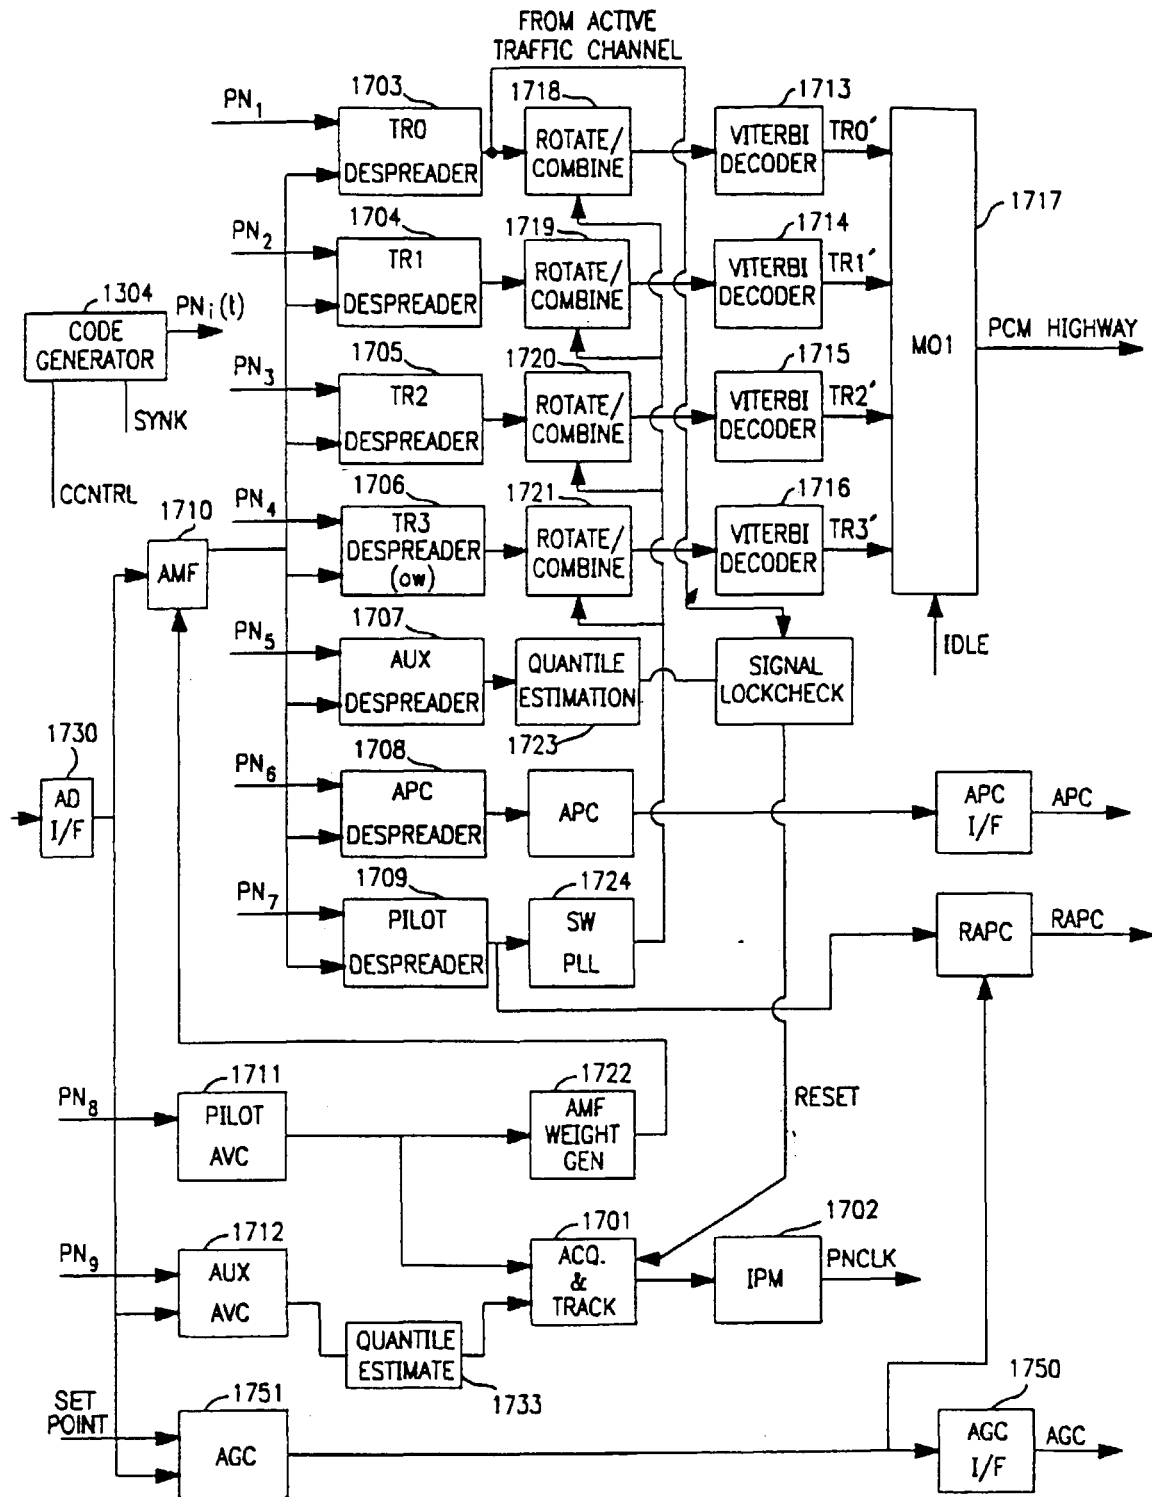 FROM ACTIVE
TRAFFIC CHANNEL
PN1
1703
TR0
DESPREADER
1718
ROTATE/
COMBINE
1713
VITERBI
DECODER
TR0′
1717
MO1
PCM HIGHWAY
IDLE
PN2
1704
TR1
DESPREADER
1719
ROTATE/
COMBINE
1714
VITERBI
DECODER
TR1′
1304
CODE
GENERATOR
PNi(t)
SYNK
CCNTRL
PN3
1705
TR2
DESPREADER
1720
ROTATE/
COMBINE
1715
VITERBI
DECODER
TR2′
1710
AMF
PN4
1706
TR3
DESPREADER
(OW)
1721
ROTATE/
COMBINE
1716
VITERBI
DECODER
TR3′
PN5
1707
AUX
DESPREADER
QUANTILE
ESTIMATION
1723
SIGNAL
LOCKCHECK
1730
AD
I/F
PN6
1708
APC
DESPREADER
APC
APC
I/F
APC
PN7
1709
PILOT
DESPREADER
1724
SW
PLL
RAPC
RAPC
PN8
1711
PILOT
AVC
1722
AMF
WEIGHT
GEN
RESET
PN9
1712
AUX
AVC
QUANTILE
ESTIMATE
1733
1701
ACQ.
&
TRACK
1702
IPM
PNCLK
SET
POINT
1751
AGC
1750
AGC
I/F
AGC